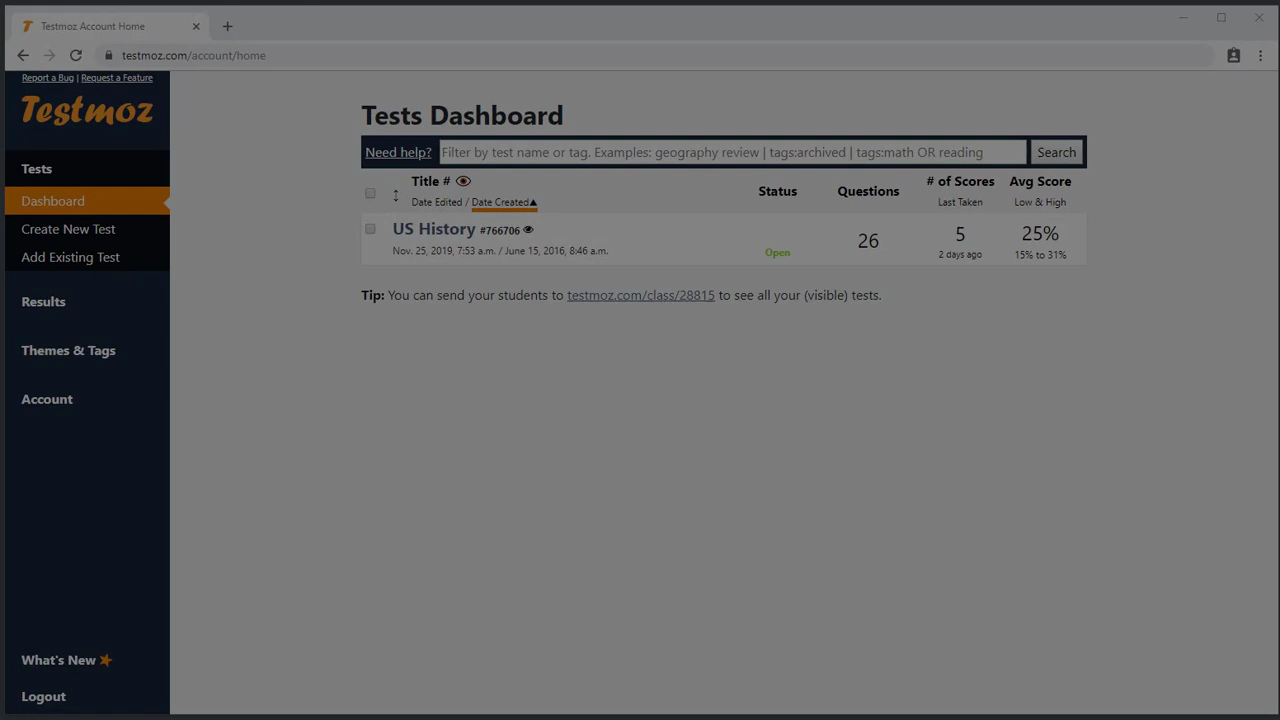 Testmoz Account Home
testmoz.com/account/home
Report a Bug | Request a Feature
Testmoz
Tests
Dashboard
Create New Test
Add Existing Test
Results
Themes & Tags
Account
What's New
Logout
Tests Dashboard
Need help? Filter by test name or tag. Examples: geography review | tags:archived | tags:math OR reading Search
Title # Status Questions # of Scores Avg Score
Date Edited / Date Created▲ Last Taken Low & High
US History #766706 26 5 25%
Nov. 25, 2019, 7:53 a.m. / June 15, 2016, 8:46 a.m. Open 2 days ago 15% to 31%
Tip: You can send your students to testmoz.com/class/28815 to see all your (visible) tests.